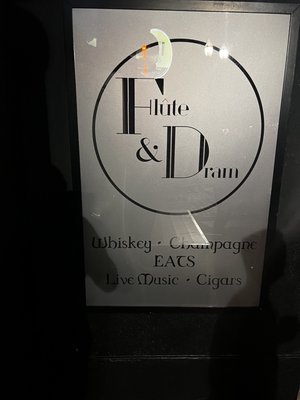 Flûte
&
Dram
Whiskey • Champagne
EATS
Live Music • Cigars